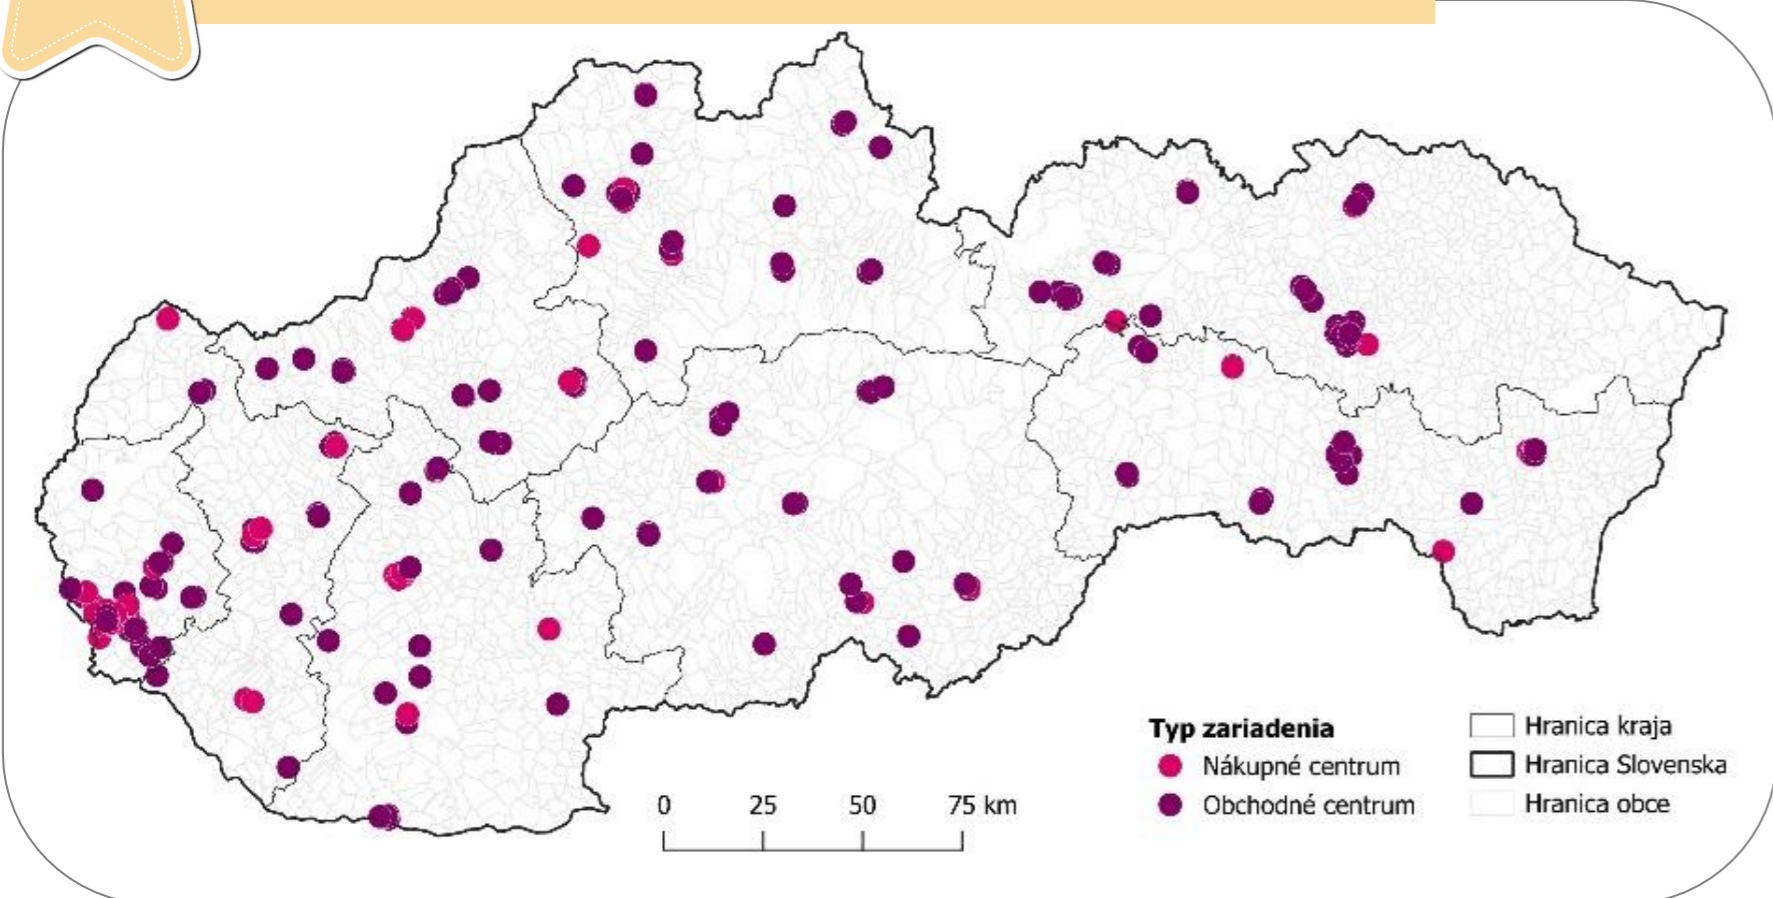 Typ zariadenia
Nákupné centrum
Obchodné centrum
Hranica kraja
Hranica Slovenska
Hranica obce
0 25 50 75 km